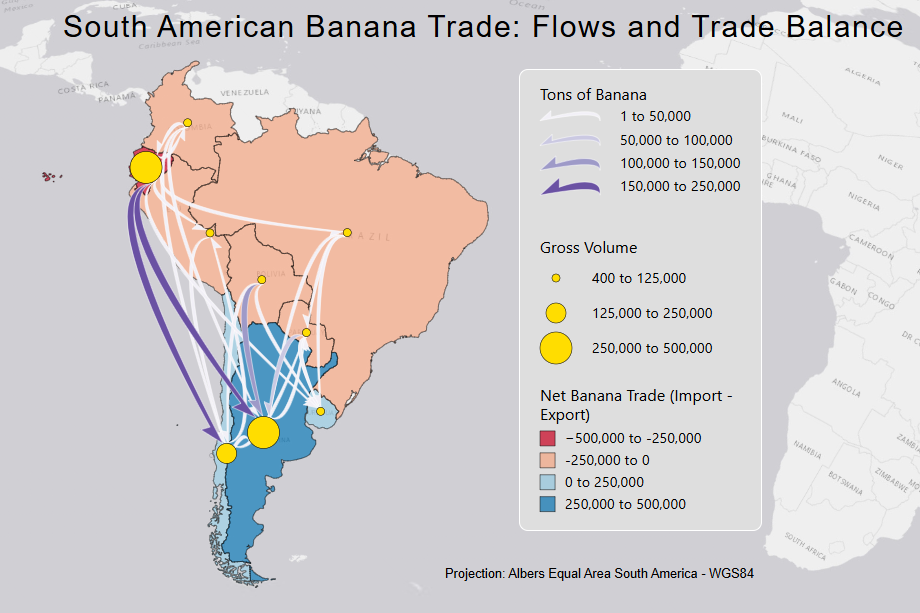 South American Banana Trade: Flows and Trade Balance
CUBA
Ocean
Caribbean Sea
COSTA RICA
PANAMA
VENEZUELA
ALGERIA
MALI
BURKINA FASO
NIGER
GHANA
NIGERIA
CAMEROON
GABON
CONGO
ANGOLA
NAMIBIA
BOTSWANA
SOUTH AFRICA
Tons of Banana
1 to 50,000
50,000 to 100,000
100,000 to 150,000
150,000 to 250,000
Gross Volume
400 to 125,000
125,000 to 250,000
250,000 to 500,000
Net Banana Trade (Import -
Export)
−500,000 to -250,000
-250,000 to 0
0 to 250,000
250,000 to 500,000
Projection: Albers Equal Area South America - WGS84